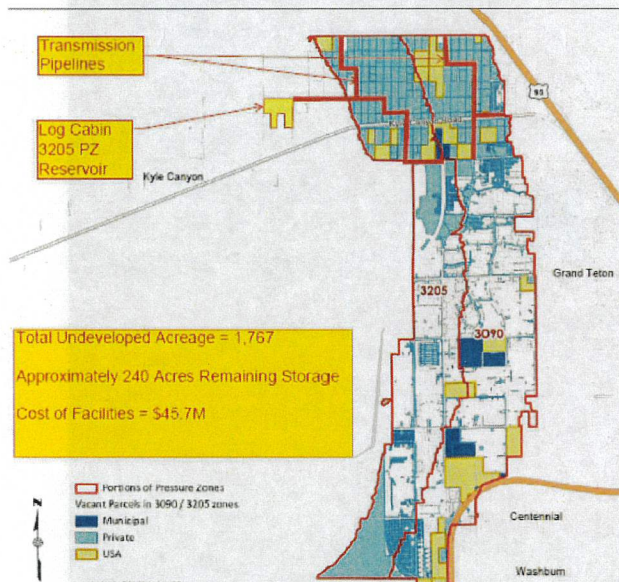 Transmission
Pipelines
95
Log Cabin
3205 PZ
Reservoir
Kyle Canyon
Grand Teton
3205
3090
Total Undeveloped Acreage = 1,767
Approximately 240 Acres Remaining Storage
Cost of Facilities = $45.7M
Portions of Pressure Zones
Vacant Parcels in 3090 / 3205 zones
N
Municipal
Private
USA
Centennial
Washburn